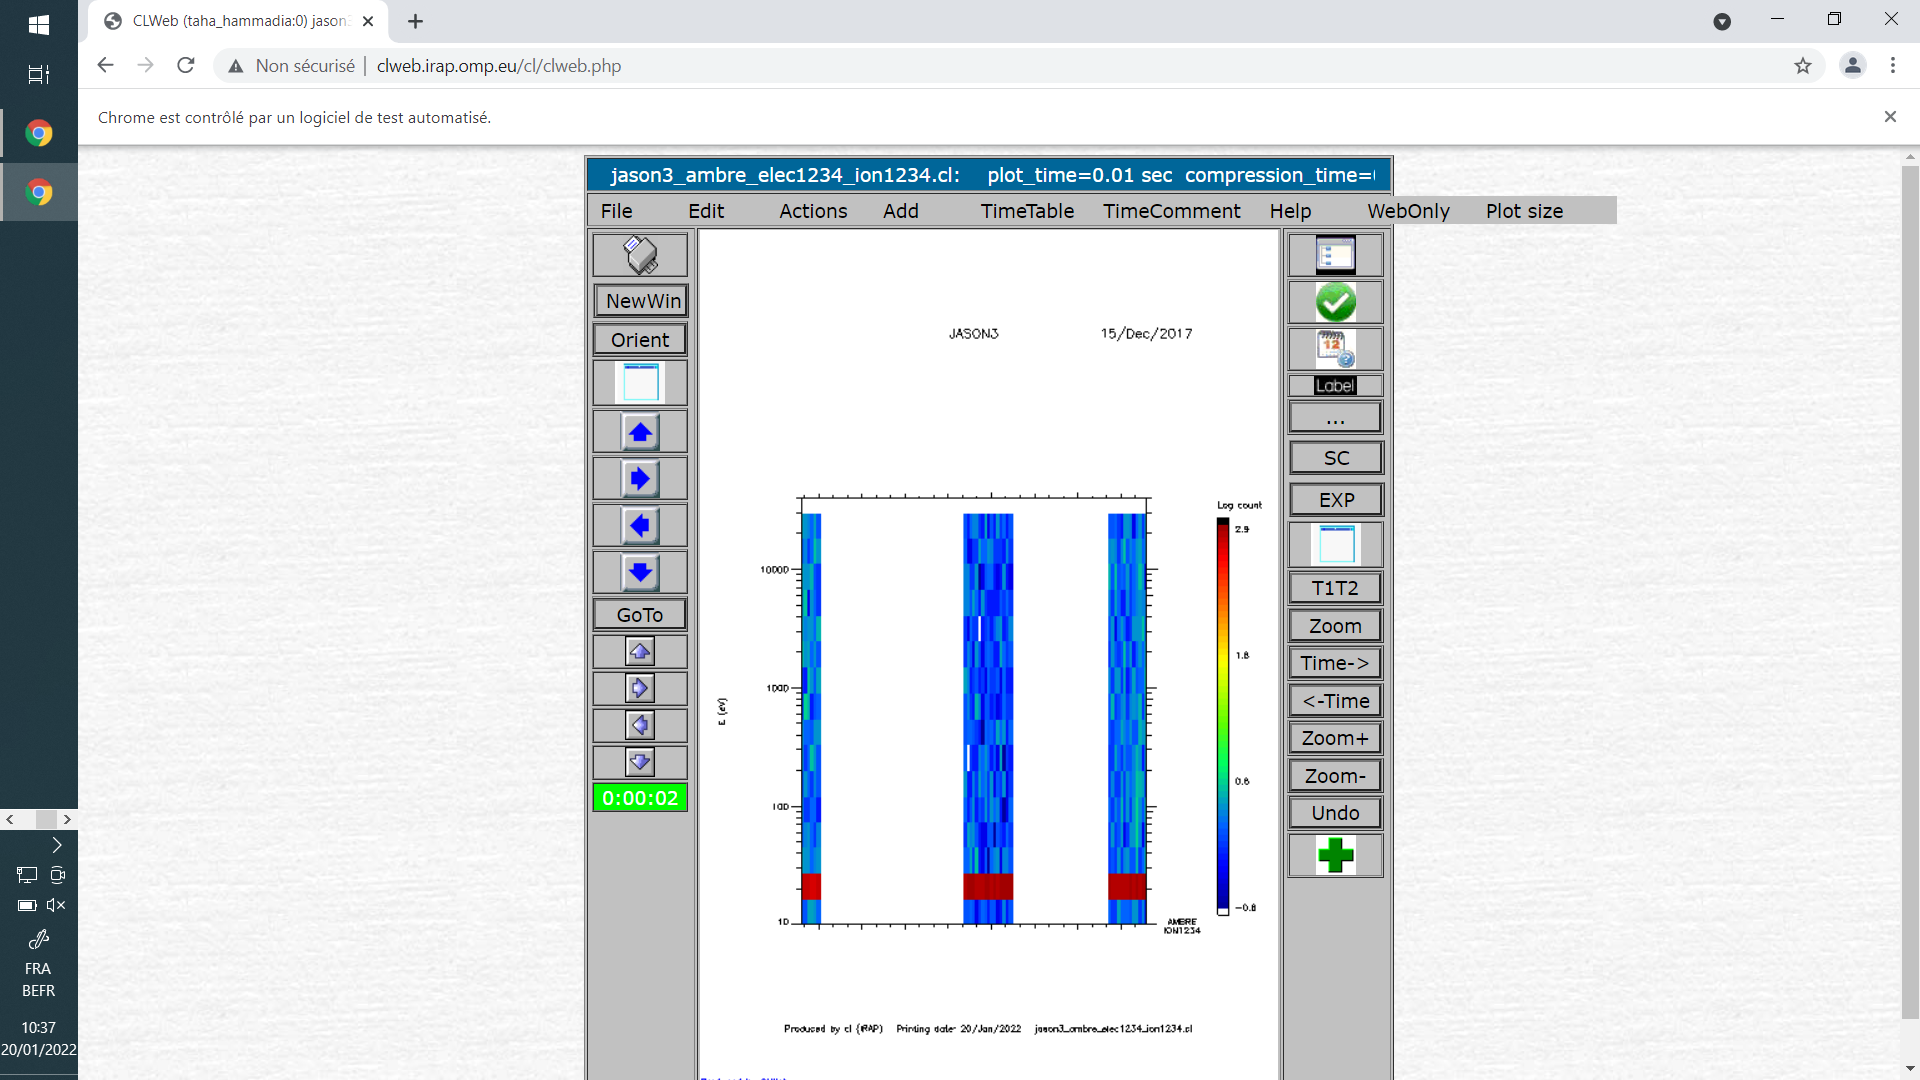 CLWeb (taha_hammadia:0) jason3
Non sécurisé | clweb.irap.omp.eu/cl/clweb.php
Chrome est contrôlé par un logiciel de test automatisé.
jason3_ambre_elec1234_ion1234.cl: plot_time=0.01 sec compression_time=
File Edit Actions Add TimeTable TimeComment Help WebOnly Plot size
NewWin
Orient
GoTo
0:00:02
JASON3 15/Dec/2017
Log count
2.9
1.8
0.6
-0.8
10000
1000
100
10
E (eV)
AMBRE
ION1234
Produced by cl (IRAP) Printing date: 20/Jan/2022 jason3_ambre_elec1234_ion1234.cl
12
Label
...
SC
EXP
T1T2
Zoom
Time->
<-Time
Zoom+
Zoom-
Undo
FRA
BEFR
10:37
20/01/2022